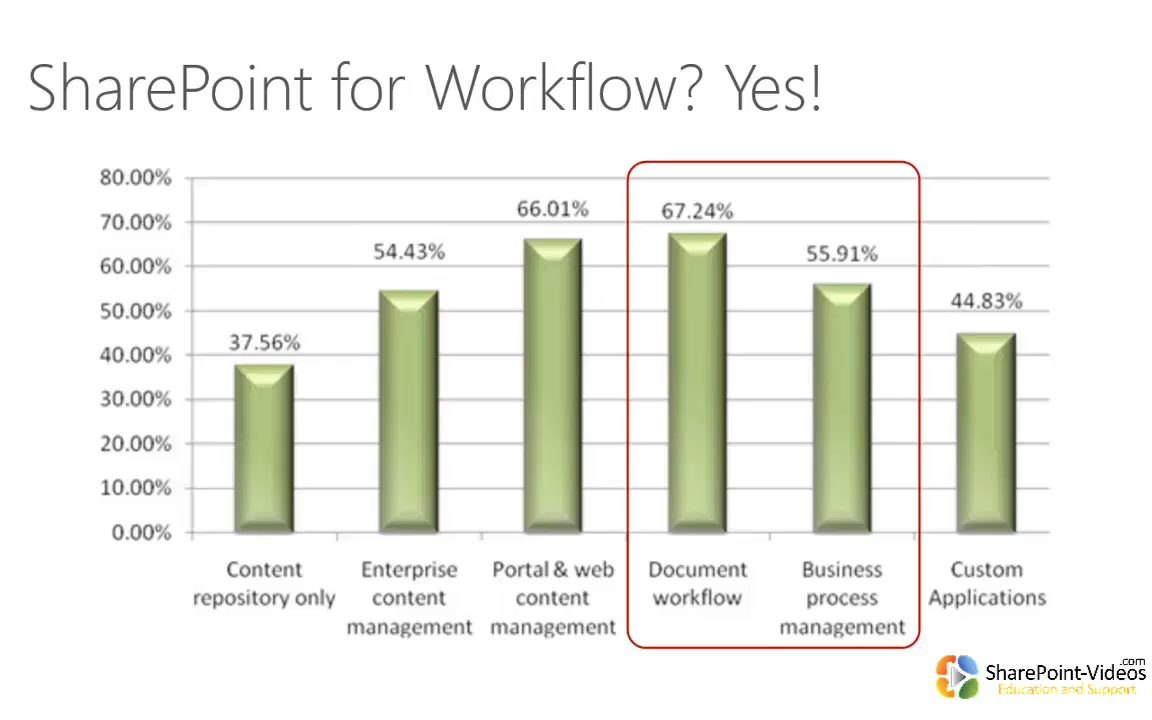 SharePoint for Workflow? Yes!
80.00%
70.00%
60.00%
50.00%
40.00%
30.00%
20.00%
10.00%
0.00%
37.56%
54.43%
66.01%
67.24%
55.91%
44.83%
Content
repository only
Enterprise
content
management
Portal & web
content
management
Document
workflow
Business
process
management
Custom
Applications
.com
SharePoint-Videos
Education and Support